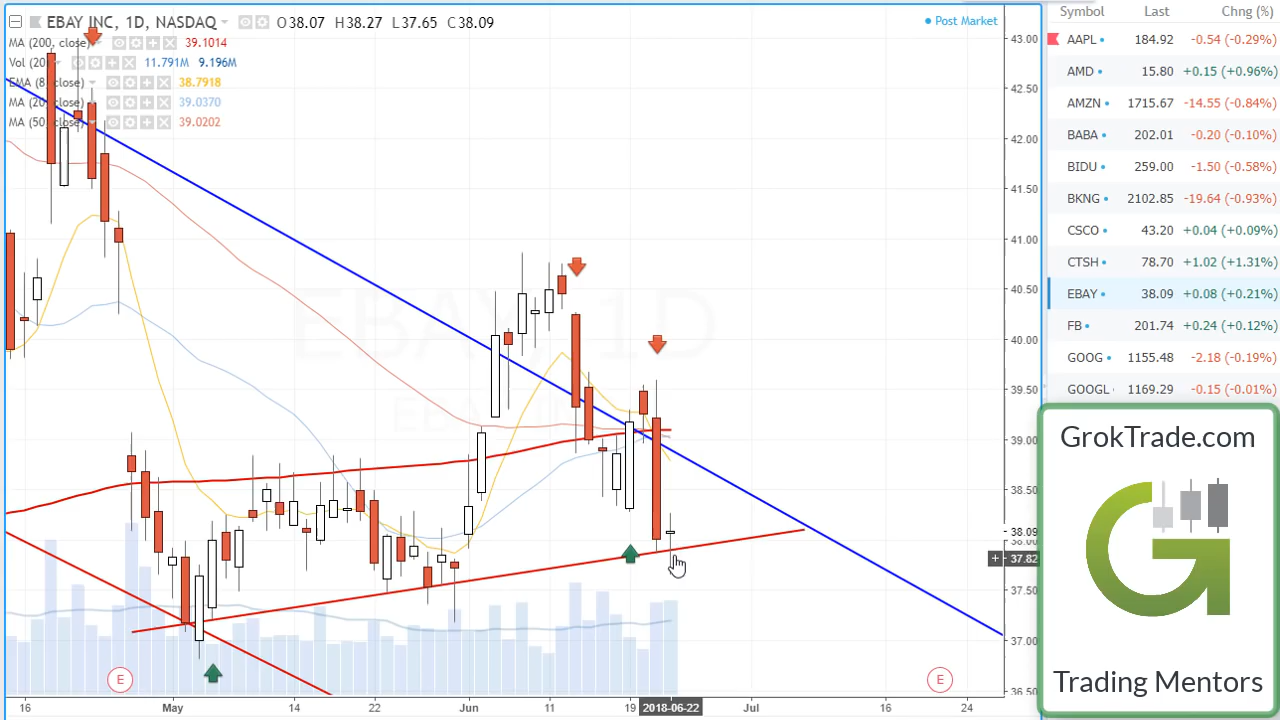 EBAY INC, 1D, NASDAQ O38.07 H38.27 L37.65 C38.09
MA (200, close) 39.1014
Vol (20) 11.791M 9.196M
EMA (8, close) 38.7918
MA (20, close) 39.0370
MA (50, close) 39.0202
Post Market
EBAY, 1D
43.00
42.50
42.00
41.50
41.00
40.50
40.00
39.50
39.00
38.50
38.09
38.00
37.82
37.50
37.00
36.50
E
E
16 May 14 22 Jun 11 19 2018-06-22 Jul 16 24
Symbol Last Chng (%)
AAPL 184.92 -0.54 (-0.29%)
AMD 15.80 +0.15 (+0.96%)
AMZN 1715.67 -14.55 (-0.84%)
BABA 202.01 -0.20 (-0.10%)
BIDU 259.00 -1.50 (-0.58%)
BKNG 2102.85 -19.64 (-0.93%)
CSCO 43.20 +0.04 (+0.09%)
CTSH 78.70 +1.02 (+1.31%)
EBAY 38.09 +0.08 (+0.21%)
FB 201.74 +0.24 (+0.12%)
GOOG 1155.48 -2.18 (-0.19%)
GOOGL 1169.29 -0.15 (-0.01%)
GrokTrade.com
Trading Mentors